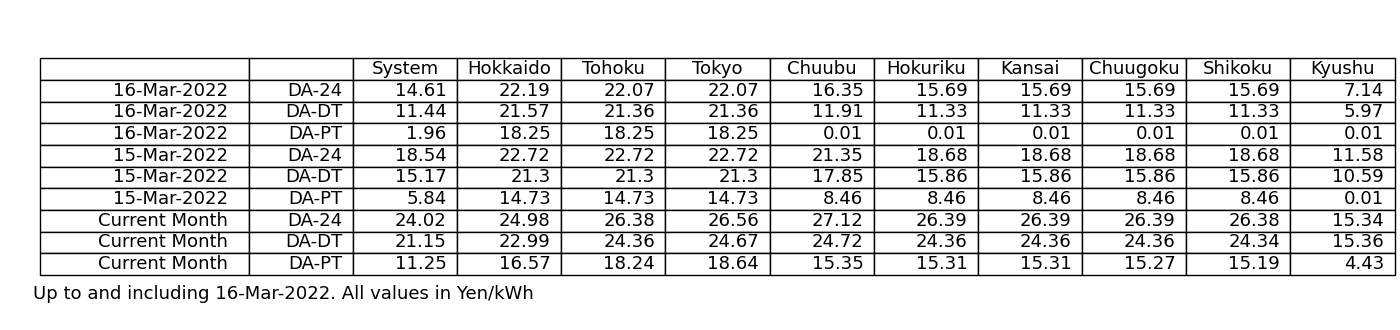 System Hokkaido Tohoku Tokyo Chuubu Hokuriku Kansai Chuugoku Shikoku Kyushu
16-Mar-2022 DA-24 14.61 22.19 22.07 22.07 16.35 15.69 15.69 15.69 15.69 7.14
16-Mar-2022 DA-DT 11.44 21.57 21.36 21.36 11.91 11.33 11.33 11.33 11.33 5.97
16-Mar-2022 DA-PT 1.96 18.25 18.25 18.25 0.01 0.01 0.01 0.01 0.01 0.01
15-Mar-2022 DA-24 18.54 22.72 22.72 22.72 21.35 18.68 18.68 18.68 18.68 11.58
15-Mar-2022 DA-DT 15.17 21.3 21.3 21.3 17.85 15.86 15.86 15.86 15.86 10.59
15-Mar-2022 DA-PT 5.84 14.73 14.73 14.73 8.46 8.46 8.46 8.46 8.46 0.01
Current Month DA-24 24.02 24.98 26.38 26.56 27.12 26.39 26.39 26.39 26.38 15.34
Current Month DA-DT 21.15 22.99 24.36 24.67 24.72 24.36 24.36 24.36 24.34 15.36
Current Month DA-PT 11.25 16.57 18.24 18.64 15.35 15.31 15.31 15.27 15.19 4.43
Up to and including 16-Mar-2022. All values in Yen/kWh